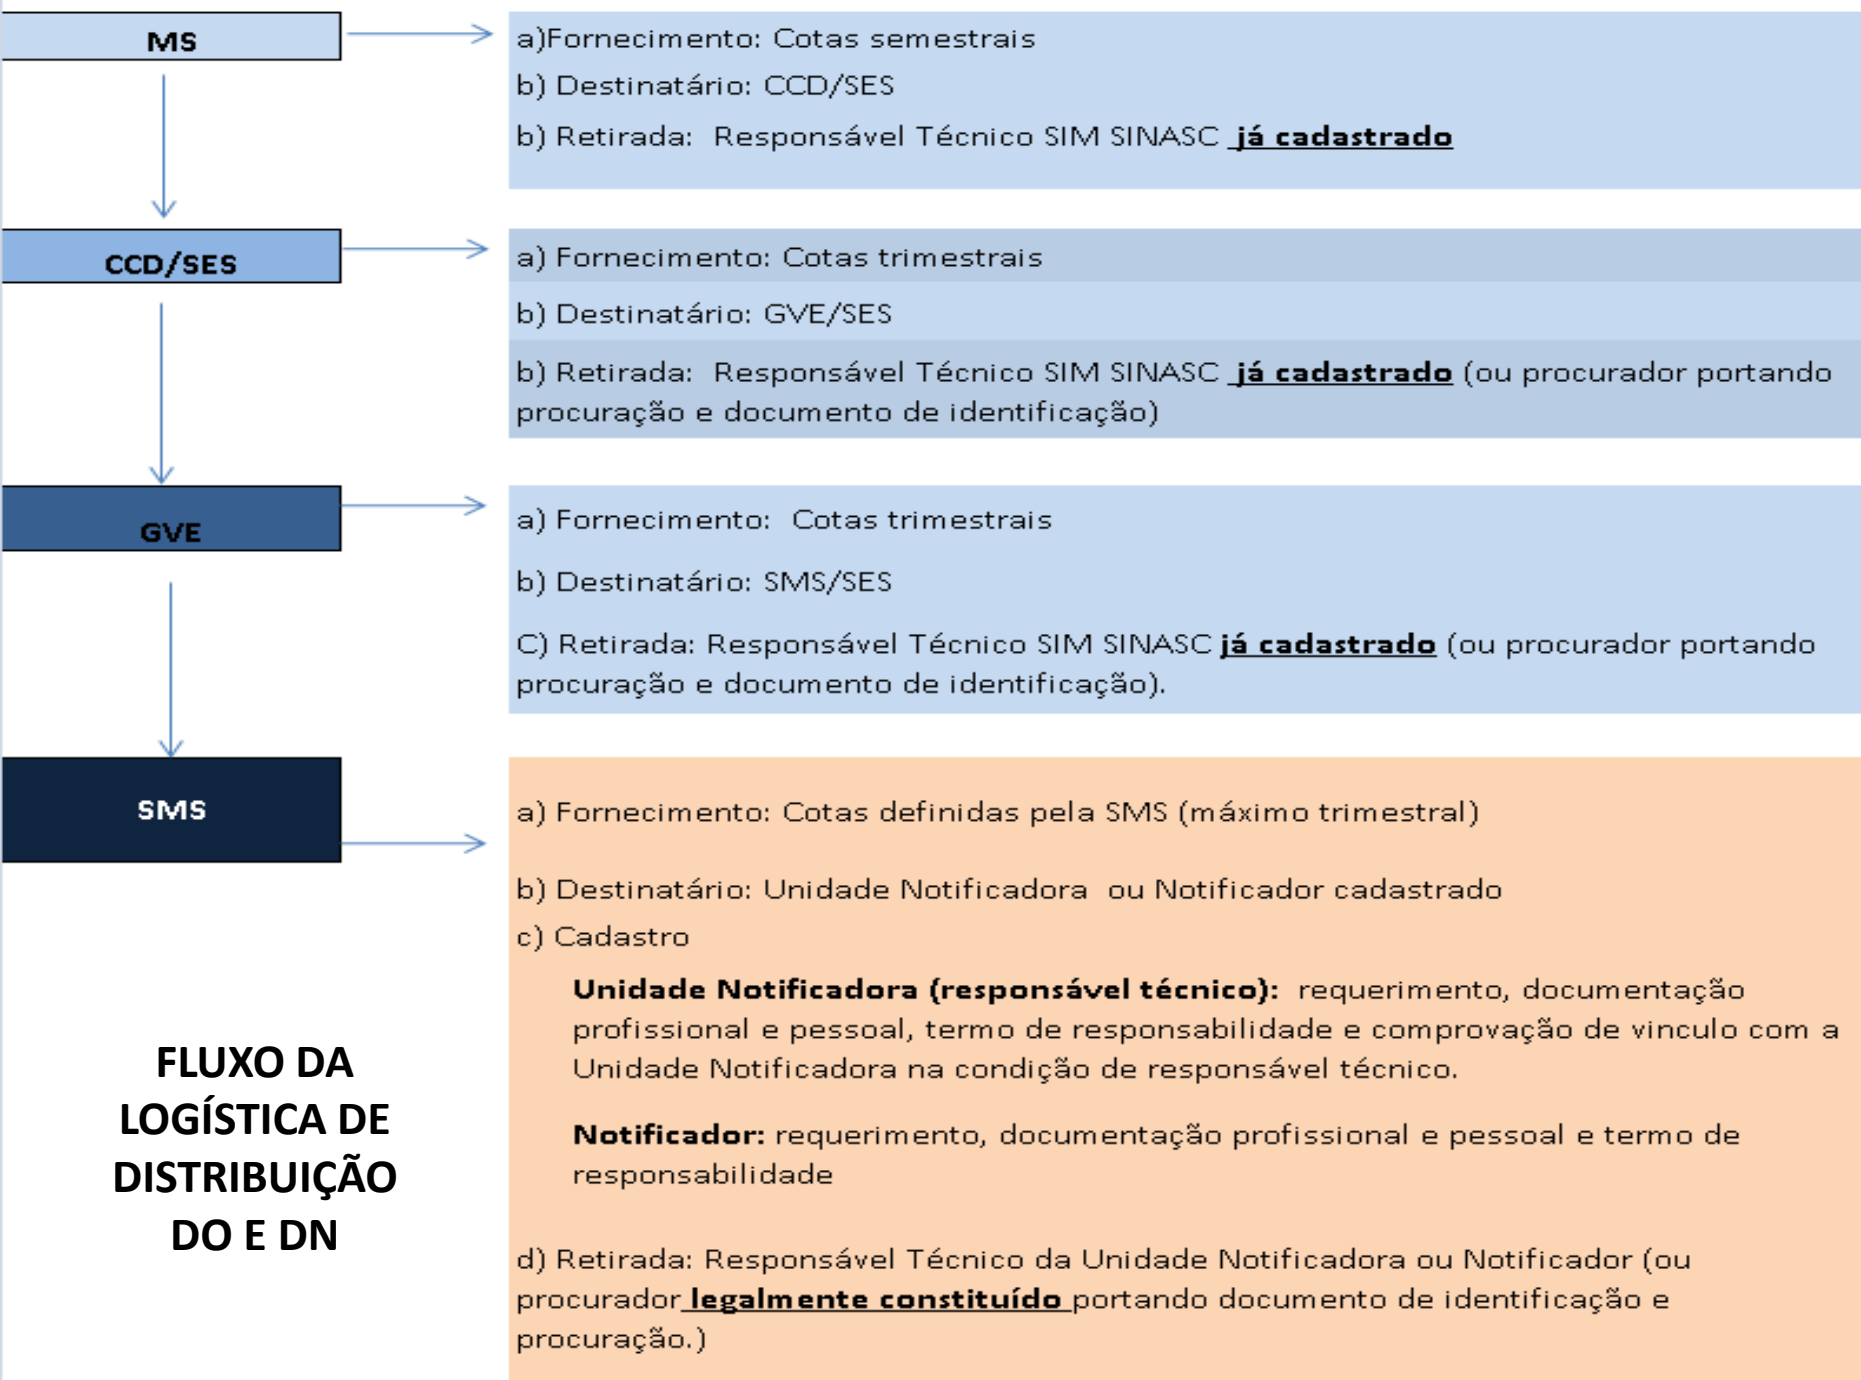 MS
a)Fornecimento: Cotas semestrais
b) Destinatário: CCD/SES
b) Retirada:  Responsável Técnico SIM SINASC  já cadastrado
CCD/SES
a) Fornecimento: Cotas trimestrais
b) Destinatário: GVE/SES
b) Retirada:  Responsável Técnico SIM SINASC  já cadastrado (ou procurador portando
procuração e documento de identificação)
GVE
a) Fornecimento:  Cotas trimestrais
b) Destinatário: SMS/SES
C) Retirada: Responsável Técnico SIM SINASC já cadastrado (ou procurador portando
procuração e documento de identificação).
SMS
a) Fornecimento: Cotas definidas pela SMS (máximo trimestral)
b) Destinatário: Unidade Notificadora  ou Notificador cadastrado
c) Cadastro
Unidade Notificadora (responsável técnico):  requerimento, documentação
profissional e pessoal, termo de responsabilidade e comprovação de vinculo com a
Unidade Notificadora na condição de responsável técnico.
Notificador: requerimento, documentação profissional e pessoal e termo de
responsabilidade
d) Retirada: Responsável Técnico da Unidade Notificadora ou Notificador (ou
procurador legalmente constituído portando documento de identificação e
procuração.)
FLUXO DA
LOGÍSTICA DE
DISTRIBUIÇÃO
DO E DN